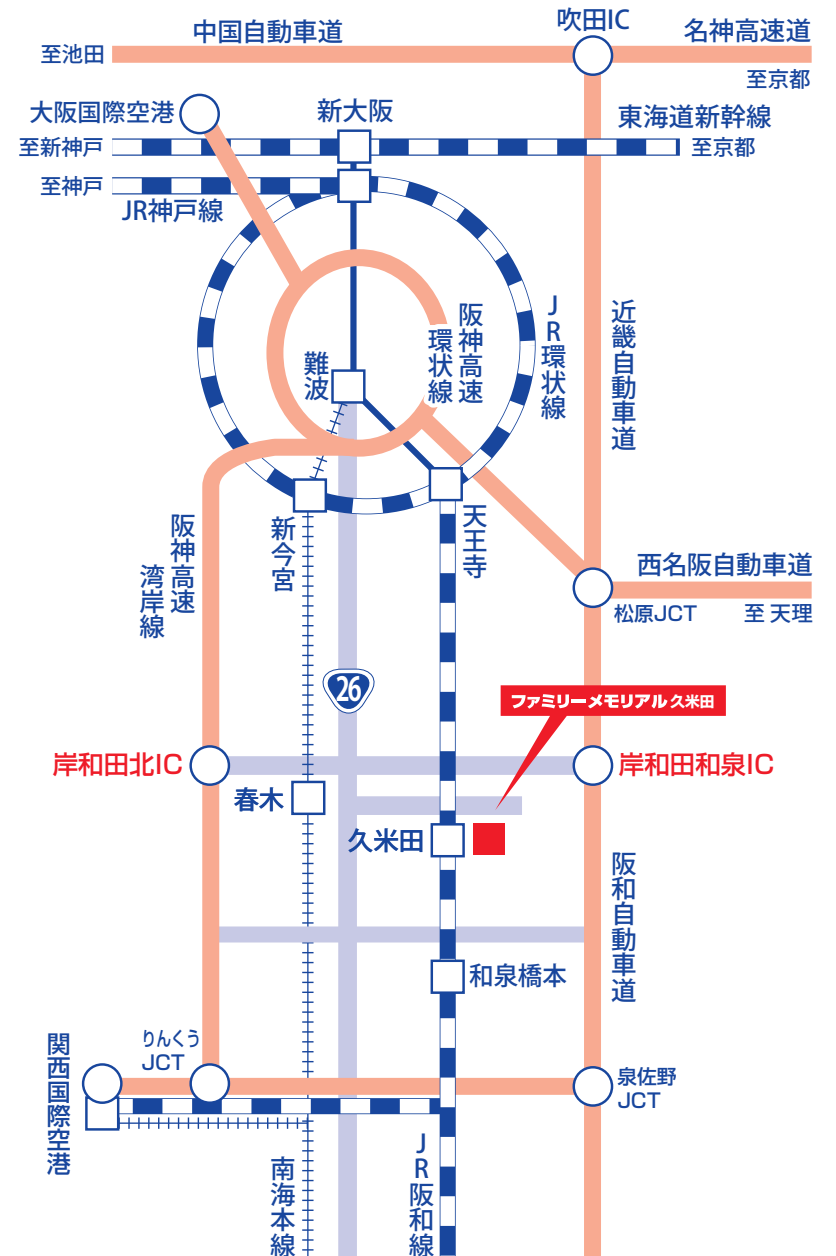 吹田IC
中国自動車道
名神高速道
至池田
至京都
大阪国際空港
新大阪
東海道新幹線
至新神戸
至京都
至神戸
JR神戸線
阪神高速
環状線
JR環状線
近畿自動車道
難波
新今宮
天王寺
阪神高速
湾岸線
西名阪自動車道
松原JCT
至 天理
26
ファミリーメモリアル 久米田
岸和田北IC
岸和田和泉IC
春木
久米田
阪和自動車道
和泉橋本
関西国際空港
りんくう
JCT
泉佐野
JCT
南海本線
JR阪和線